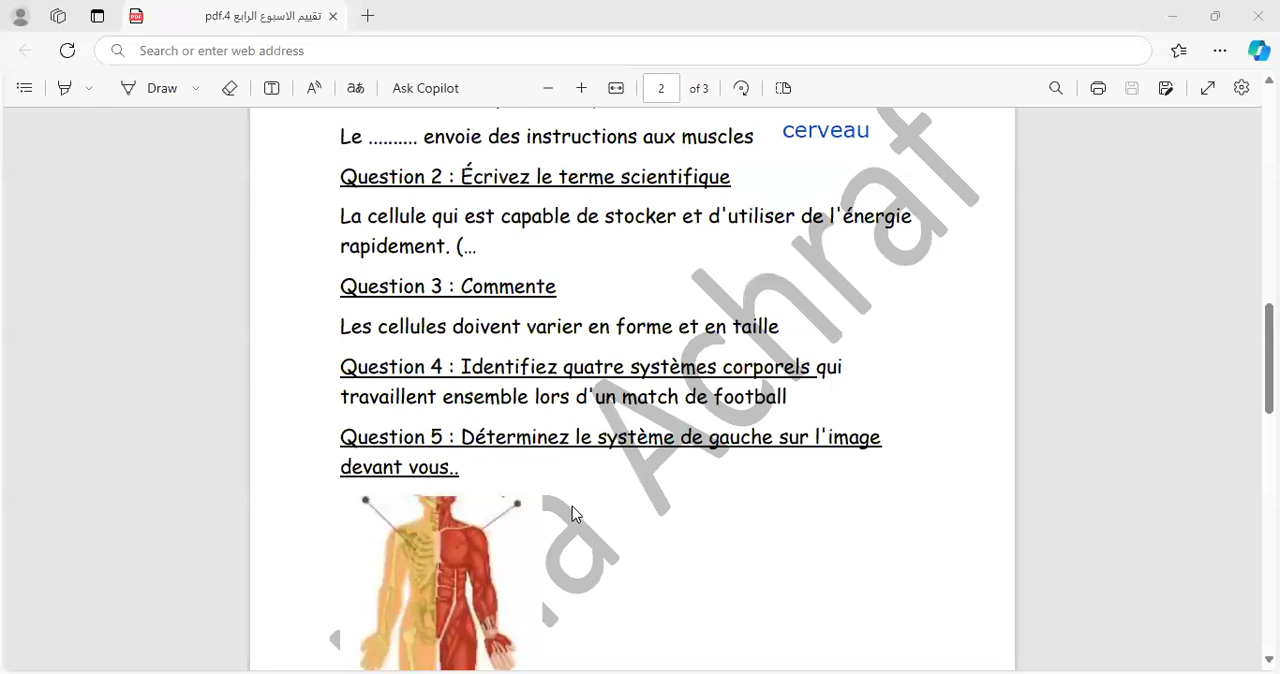 تقييم الاسبوع الرابع 4.pdf
Search or enter web address
Draw
Ask Copilot
2 of 3
Le .......... envoie des instructions aux muscles
cerveau
Question 2 : Écrivez le terme scientifique
La cellule qui est capable de stocker et d'utiliser de l'énergie
rapidement. (...
Question 3 : Commente
Les cellules doivent varier en forme et en taille
Question 4 : Identifiez quatre systèmes corporels qui
travaillent ensemble lors d'un match de football
Question 5 : Déterminez le système de gauche sur l'image
devant vous..
Achraf